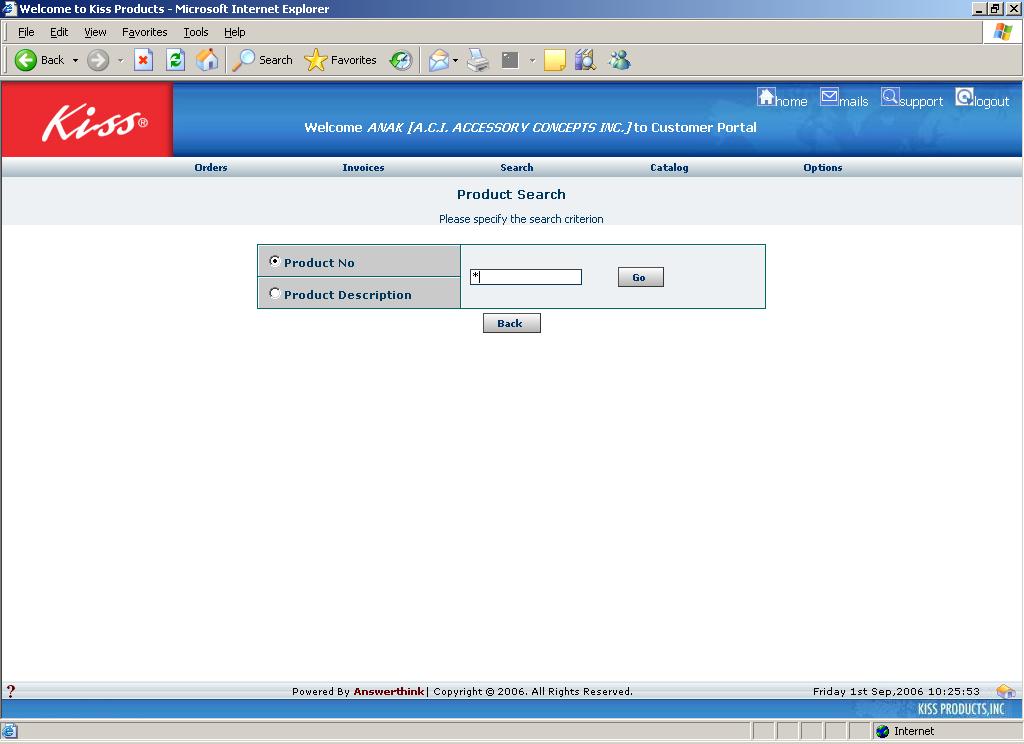 Welcome to Kiss Products - Microsoft Internet Explorer
File Edit View Favorites Tools Help
Back Search Favorites
Kiss®
home mails support logout
Welcome ANAK [A.C.I. ACCESSORY CONCEPTS INC.] to Customer Portal
Orders Invoices Search Catalog Options
Product Search
Please specify the search criterion
Product No
* Go
Product Description
Back
? Powered By Answerthink| Copyright © 2006. All Rights Reserved. Friday 1st Sep,2006 10:25:53
KISS PRODUCTS,INC
Internet